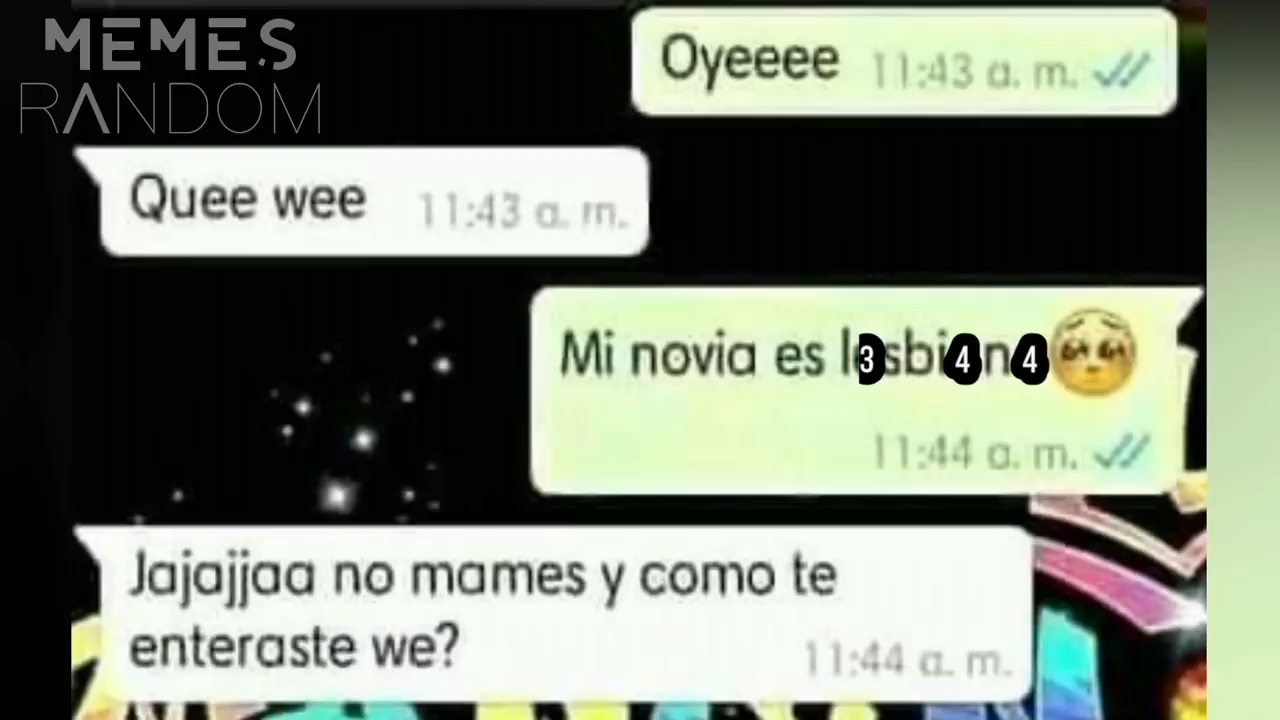 MEMES
RANDOM
Oyeeee 11:43 a. m.
Quee wee 11:43 a. m.
Mi novia es l3sbi4n4🥺
11:44 a. m.
Jajajjaa no mames y como te
enteraste we? 11:44 a. m.